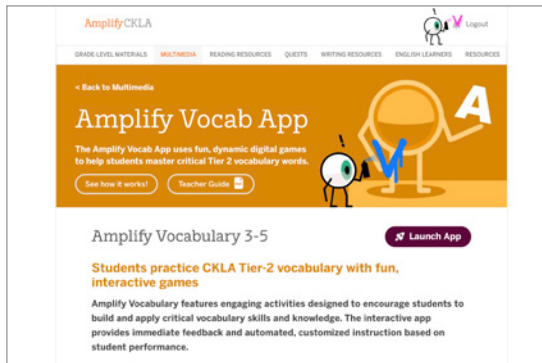 AmplifyCKLA
Logout
GRADE LEVEL MATERIALS MULTIMEDIA READING RESOURCES QUESTS WRITING RESOURCES ENGLISH LEARNERS RESOURCES
< Back to Multimedia
Amplify Vocab App
The Amplify Vocab App uses fun, dynamic digital games
to help students master critical Tier 2 vocabulary words.
See how it works! Teacher Guide
A
V
Amplify Vocabulary 3-5
Launch App
Students practice CKLA Tier-2 vocabulary with fun,
interactive games
Amplify Vocabulary features engaging activities designed to encourage students to
build and apply critical vocabulary skills and knowledge. The interactive app
provides immediate feedback and automated, customized instruction based on
student performance.